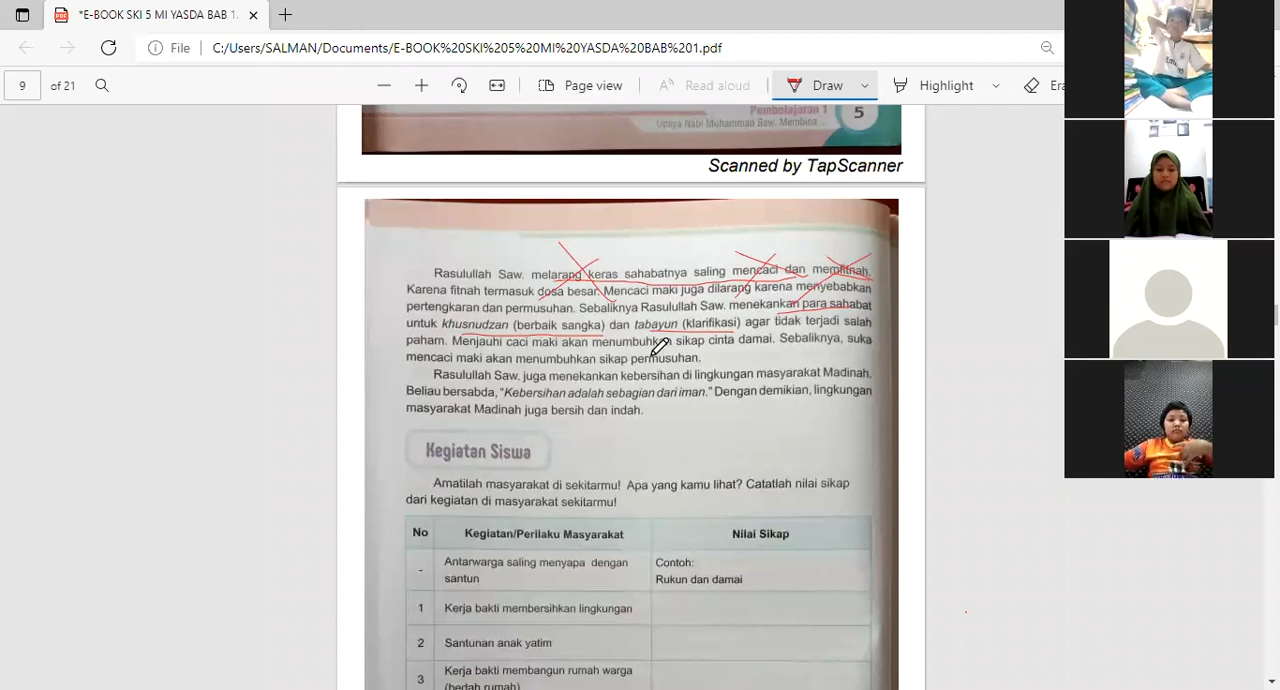 *E-BOOK SKI 5 MI YASDA BAB 1.
File C:/Users/SALMAN/Documents/E-BOOK%20SKI%205%20MI%20YASDA%20BAB%201.pdf
9 of 21 Page view Read aloud Draw Highlight Era
Pembelajaran 1
Upaya Nabi Muhammad Saw. Membina ... 5
Scanned by TapScanner
Rasulullah Saw. melarang keras sahabatnya saling mencaci dan memfitnah.
Karena fitnah termasuk dosa besar. Mencaci maki juga dilarang karena menyebabkan
pertengkaran dan permusuhan. Sebaliknya Rasulullah Saw. menekankan para sahabat
untuk khusnudzan (berbaik sangka) dan tabayun (klarifikasi) agar tidak terjadi salah
paham. Menjauhi caci maki akan menumbuhkan sikap cinta damai. Sebaliknya, suka
mencaci maki akan menumbuhkan sikap permusuhan.
Rasulullah Saw. juga menekankan kebersihan di lingkungan masyarakat Madinah.
Beliau bersabda, "Kebersihan adalah sebagian dari iman." Dengan demikian, lingkungan
masyarakat Madinah juga bersih dan indah.
Kegiatan Siswa
Amatilah masyarakat di sekitarmu! Apa yang kamu lihat? Catatlah nilai sikap
dari kegiatan di masyarakat sekitarmu!
No Kegiatan/Perilaku Masyarakat Nilai Sikap
- Antarwarga saling menyapa dengan
santun
Contoh:
Rukun dan damai
1 Kerja bakti membersihkan lingkungan
2 Santunan anak yatim
3 Kerja bakti membangun rumah warga
(bedah rumah)